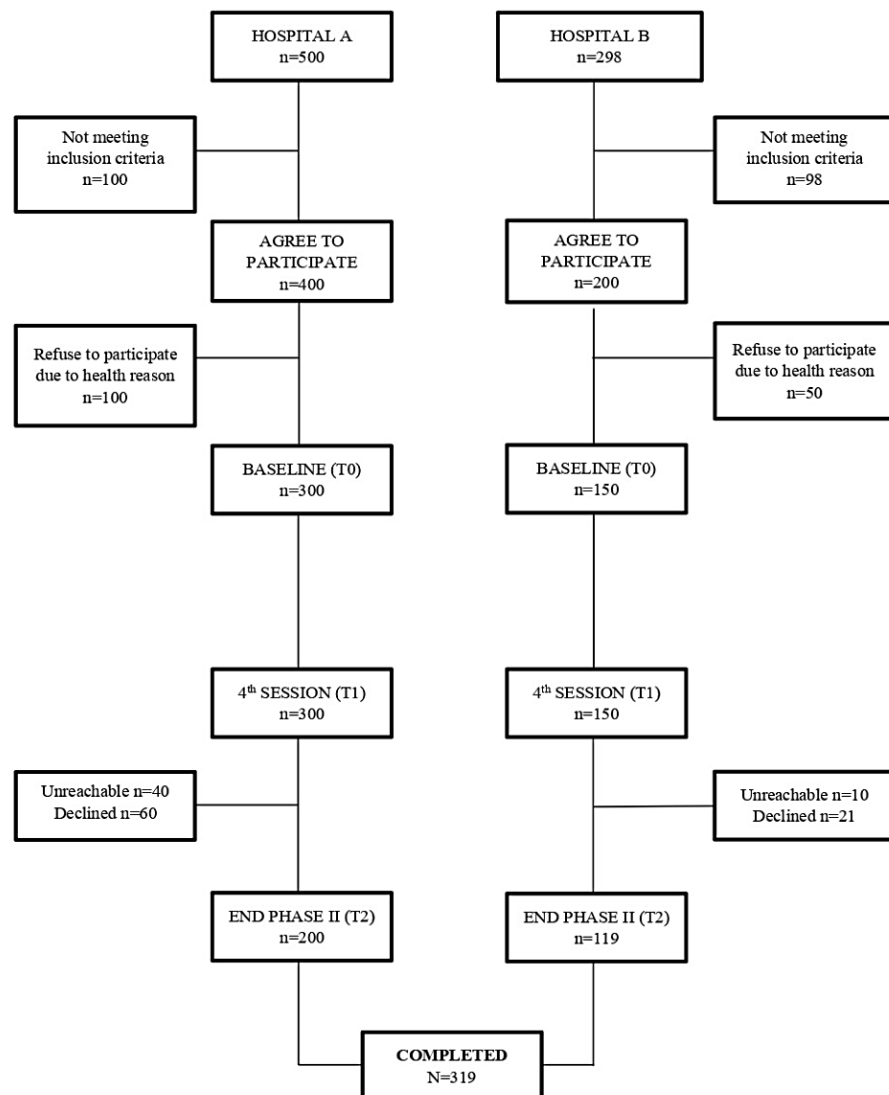 HOSPITAL A
n=500
HOSPITAL B
n=298
Not meeting
inclusion criteria
n=100
Not meeting
inclusion criteria
n=98
AGREE TO
PARTICIPATE
n=400
AGREE TO
PARTICIPATE
n=200
Refuse to participate
due to health reason
n=100
Refuse to participate
due to health reason
n=50
BASELINE (T0)
n=300
BASELINE (T0)
n=150
4th SESSION (T1)
n=300
4th SESSION (T1)
n=150
Unreachable n=40
Declined n=60
Unreachable n=10
Declined n=21
END PHASE II (T2)
n=200
END PHASE II (T2)
n=119
COMPLETED
N=319